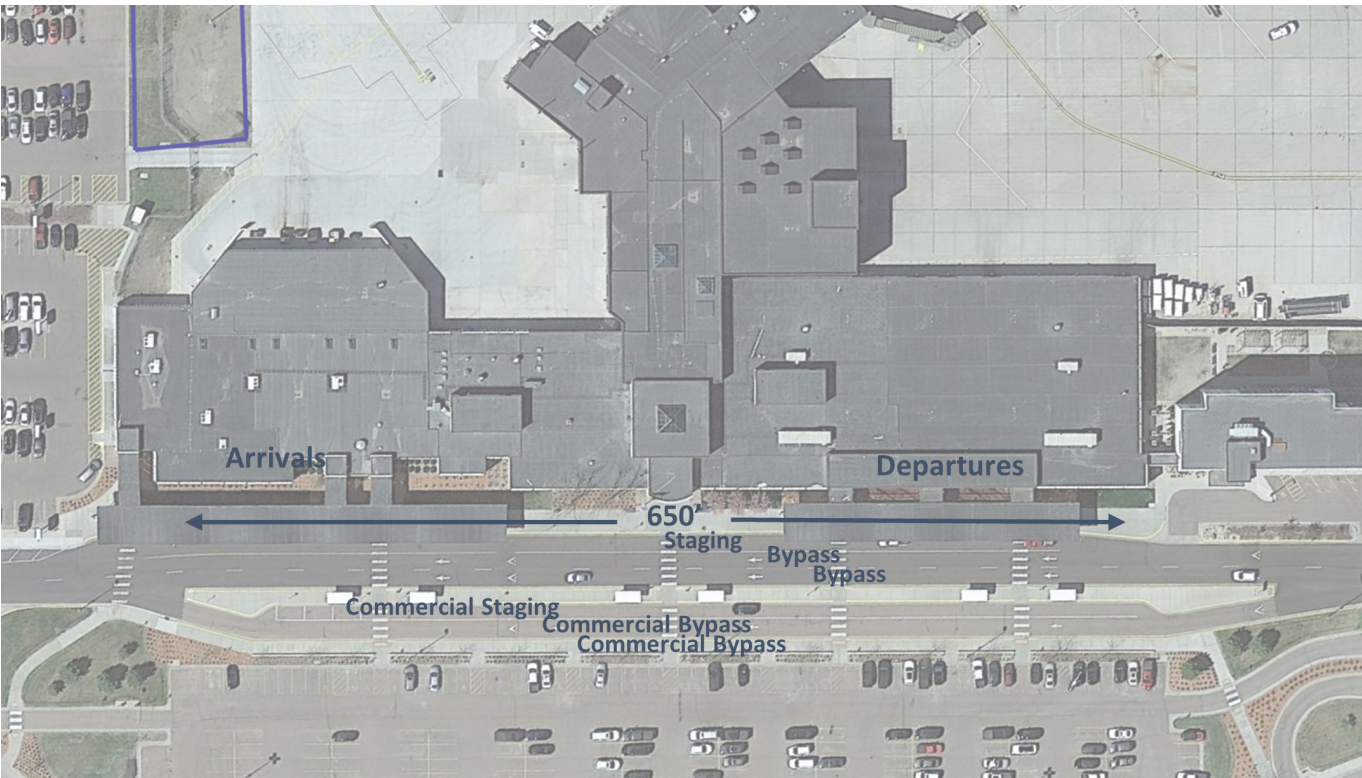 Arrivals
Departures
650’
Staging
Bypass
Bypass
Commercial Staging
Commercial Bypass
Commercial Bypass